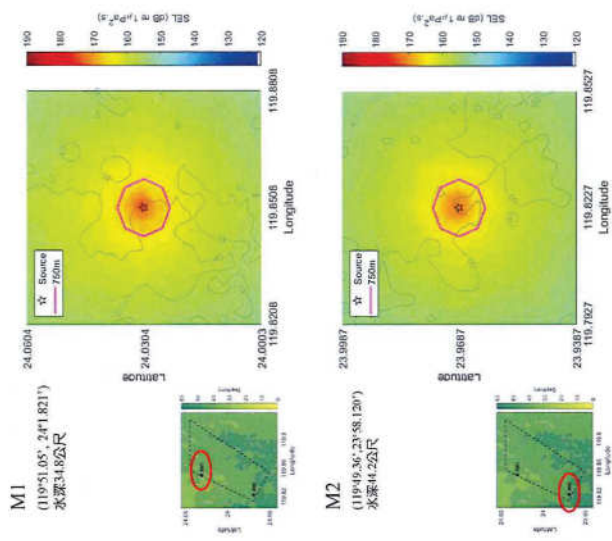 M1
(119°51.05', 24°1.821')
水深34.8公尺
Latitude
Longitude
24.0604
24.0304
24.0003
Latitude
☆ Source
750m
119.8208
119.8508
119.8808
Longitude
190
180
170
160
150
140
130
120
SEL (dB re 1 μPa²·s)
M2
(119°49.36',23°58.120')
水深44.2公尺
Latitude
Longitude
23.9987
23.9687
23.9387
Latitude
☆ Source
750m
119.7927
119.8227
119.8527
Longitude
190
180
170
160
150
140
130
120
SEL (dB re 1 μPa²·s)